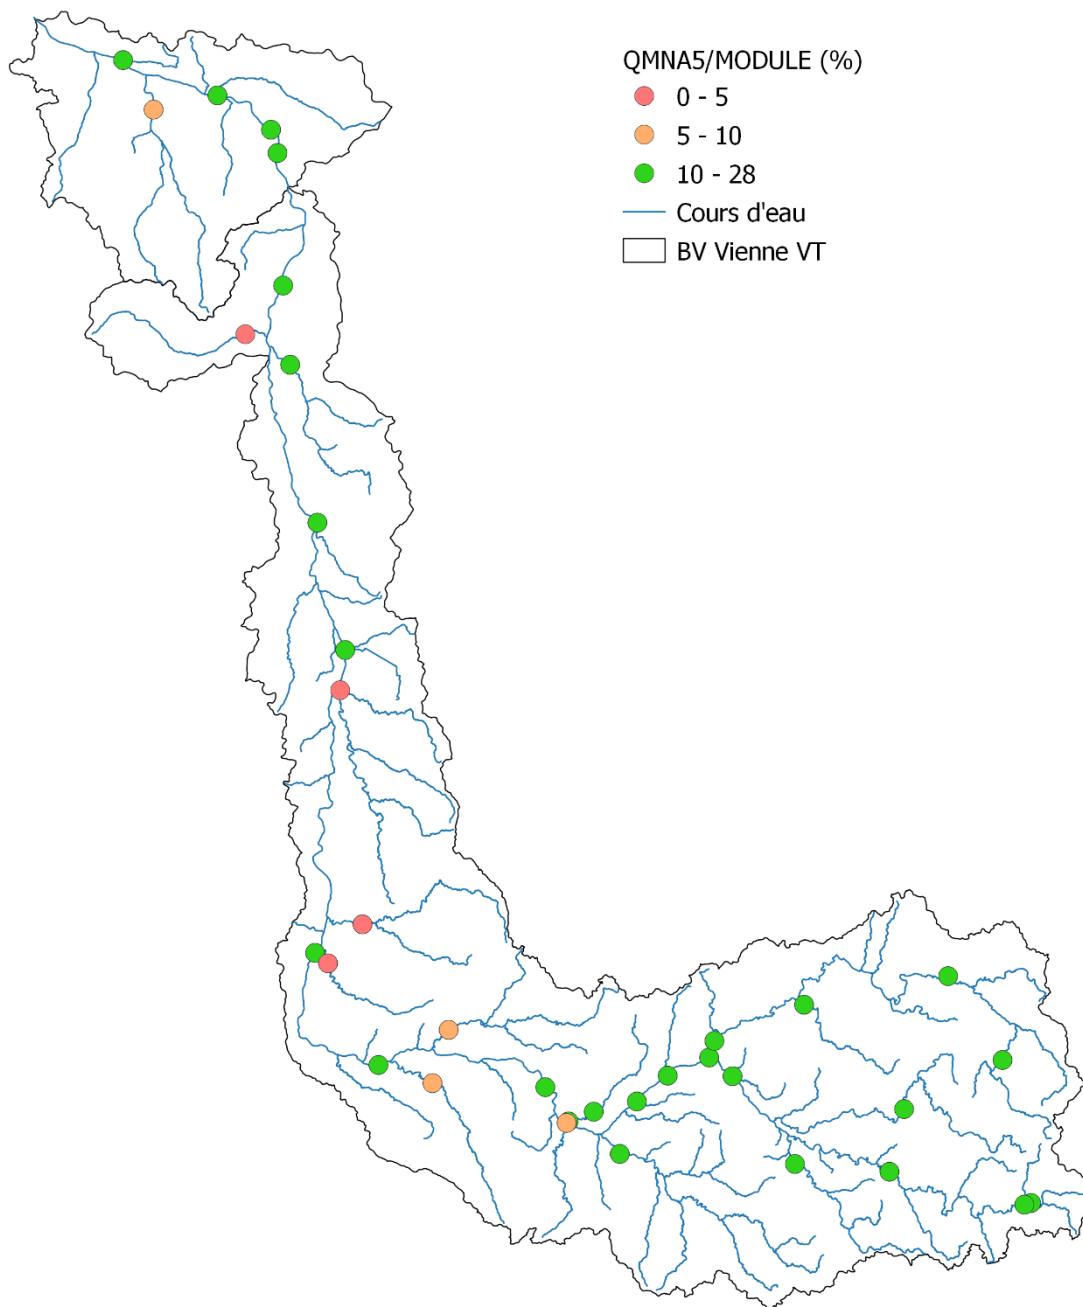 QMNA5/MODULE (%)
0 - 5
5 - 10
10 - 28
Cours d'eau
BV Vienne VT